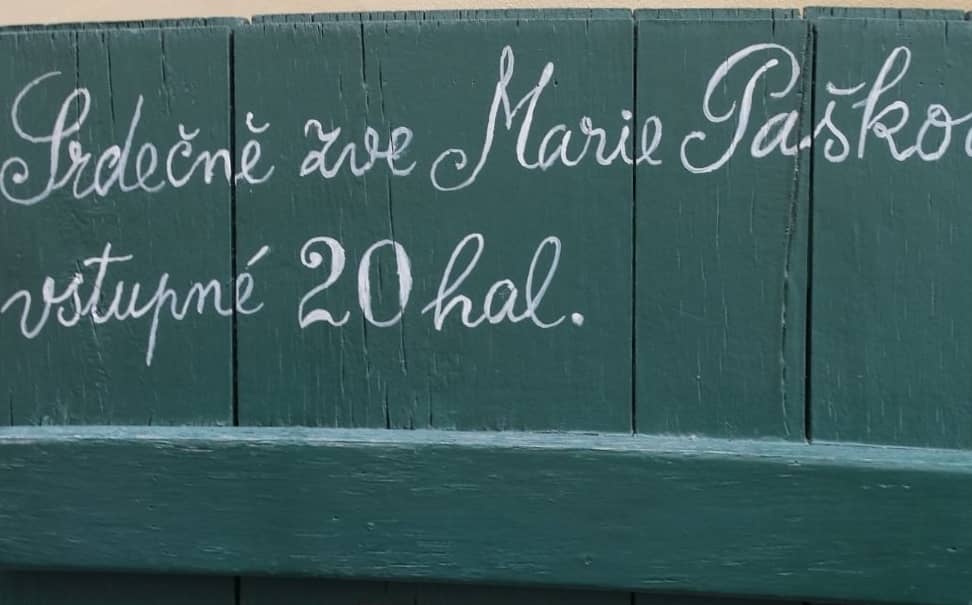 Srdečně zve Marie Paško
vstupné 20 hal.